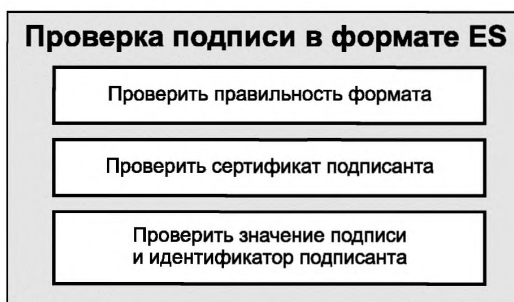 Проверка подписи в формате ES
Проверить правильность формата
Проверить сертификат подписанта
Проверить значение подписи
и идентификатор подписанта